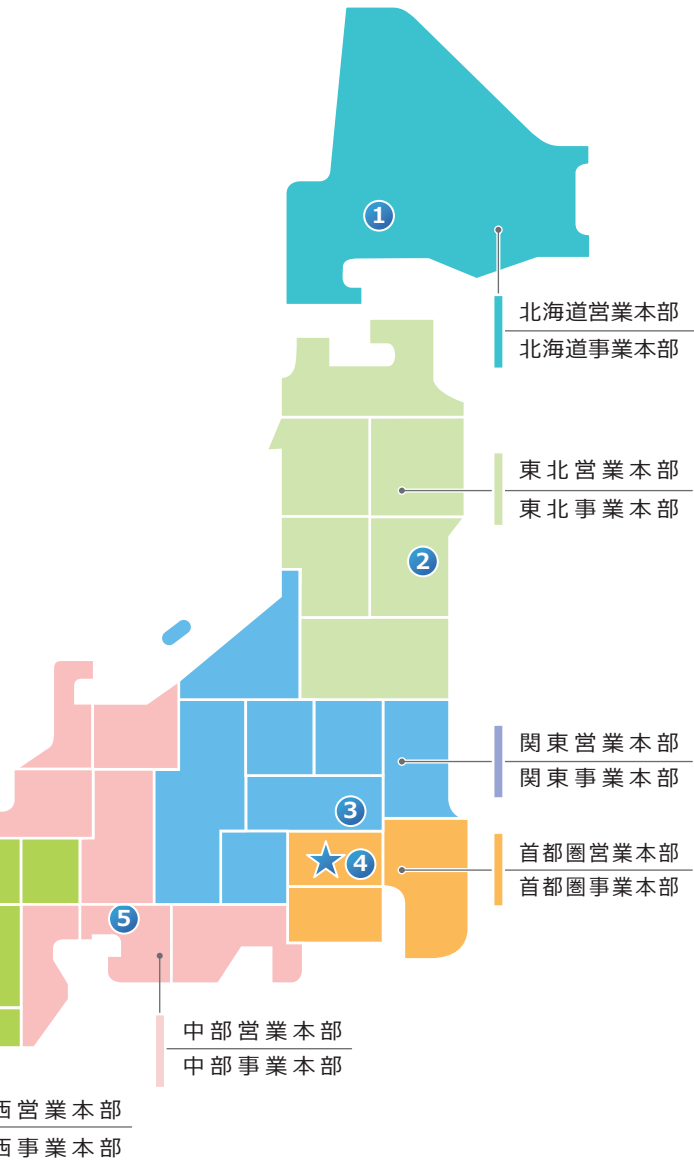 1
北海道営業本部
北海道事業本部
東北営業本部
東北事業本部
2
関東営業本部
関東事業本部
3
首都圏営業本部
首都圏事業本部
4
5
中部営業本部
中部事業本部
西営業本部
西事業本部